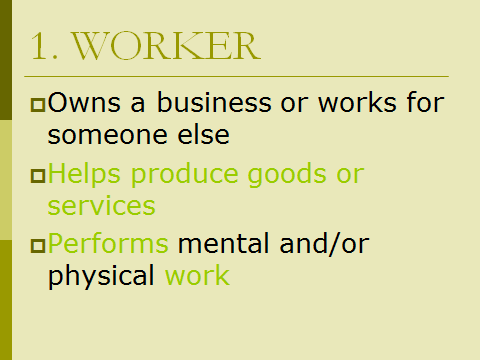 1. WORKER
Owns a business or works for
someone else
Helps produce goods or
services
Performs mental and/or
physical work